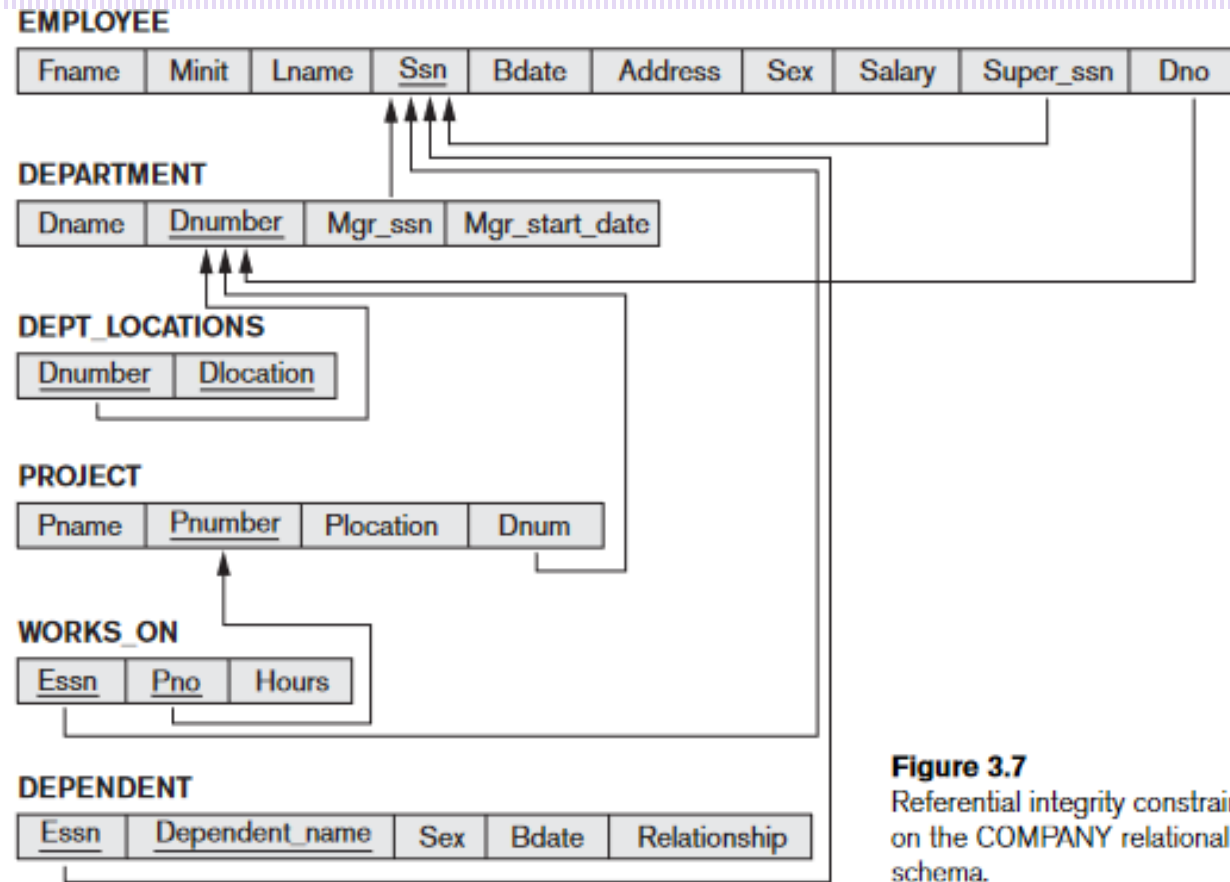 EMPLOYEE
Fname Minit Lname Ssn Bdate Address Sex Salary Super_ssn Dno
DEPARTMENT
Dname Dnumber Mgr_ssn Mgr_start_date
DEPT_LOCATIONS
Dnumber Dlocation
PROJECT
Pname Pnumber Plocation Dnum
WORKS_ON
Essn Pno Hours
DEPENDENT
Essn Dependent_name Sex Bdate Relationship
Figure 3.7
Referential integrity constrain
on the COMPANY relational
schema.